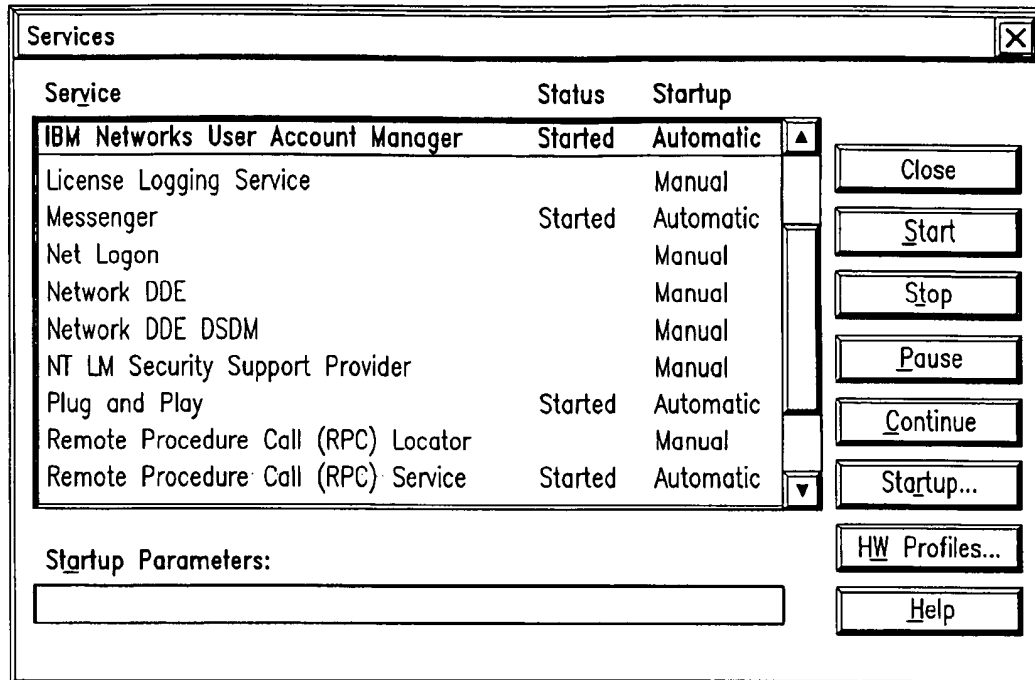 Services
Service Status Startup
IBM Networks User Account Manager Started Automatic
License Logging Service Manual
Messenger Started Automatic
Net Logon Manual
Network DDE Manual
Network DDE DSDM Manual
NT LM Security Support Provider Manual
Plug and Play Started Automatic
Remote Procedure Call (RPC) Locator Manual
Remote Procedure Call (RPC) Service Started Automatic
Startup Parameters:
Close
Start
Stop
Pause
Continue
Startup...
HW Profiles...
Help